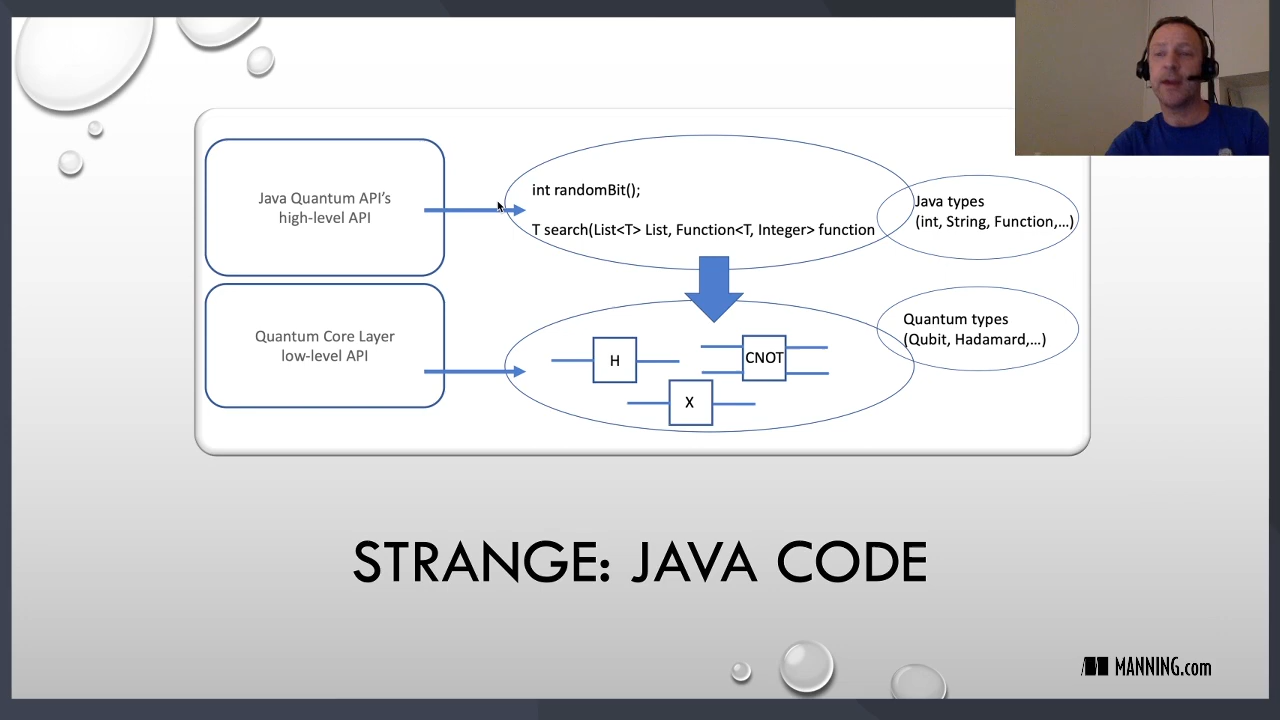 Java Quantum API's
high-level API
int randomBit();
T search(List<T> List, Function<T, Integer> function
Java types
(int, String, Function,...)
Quantum Core Layer
low-level API
H
CNOT
X
Quantum types
(Qubit, Hadamard,...)
STRANGE: JAVA CODE
MANNING.com